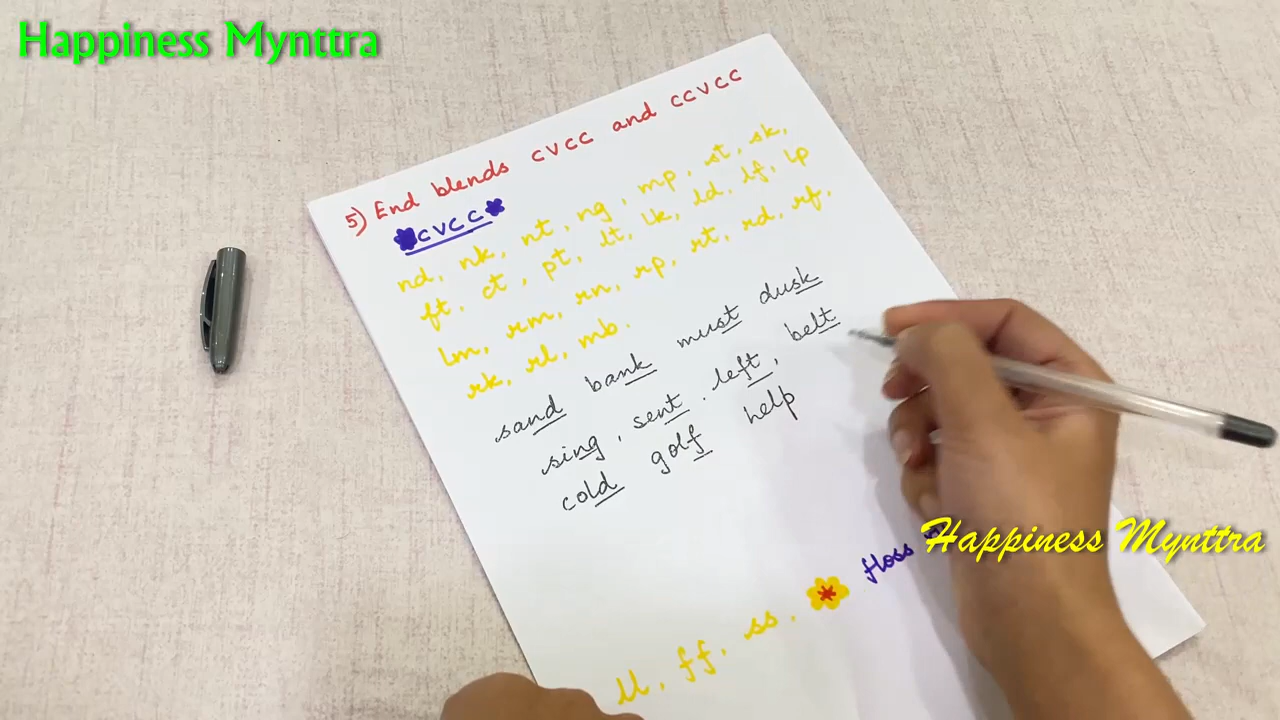 Happiness Mynttra
5) End blends CVCC and CCVCC
CVCC
nd, nk, nt, ng, mp, st, sk,
ft, ct, pt, lt, lk, ld, lf, lp
lm, rm, rn, rp, rt, rd, rf,
rk, rl, mb.
sand bank must dusk
sing, sent. left, belt
cold golf help
Happiness Mynttra
ll, ff, ss. floss